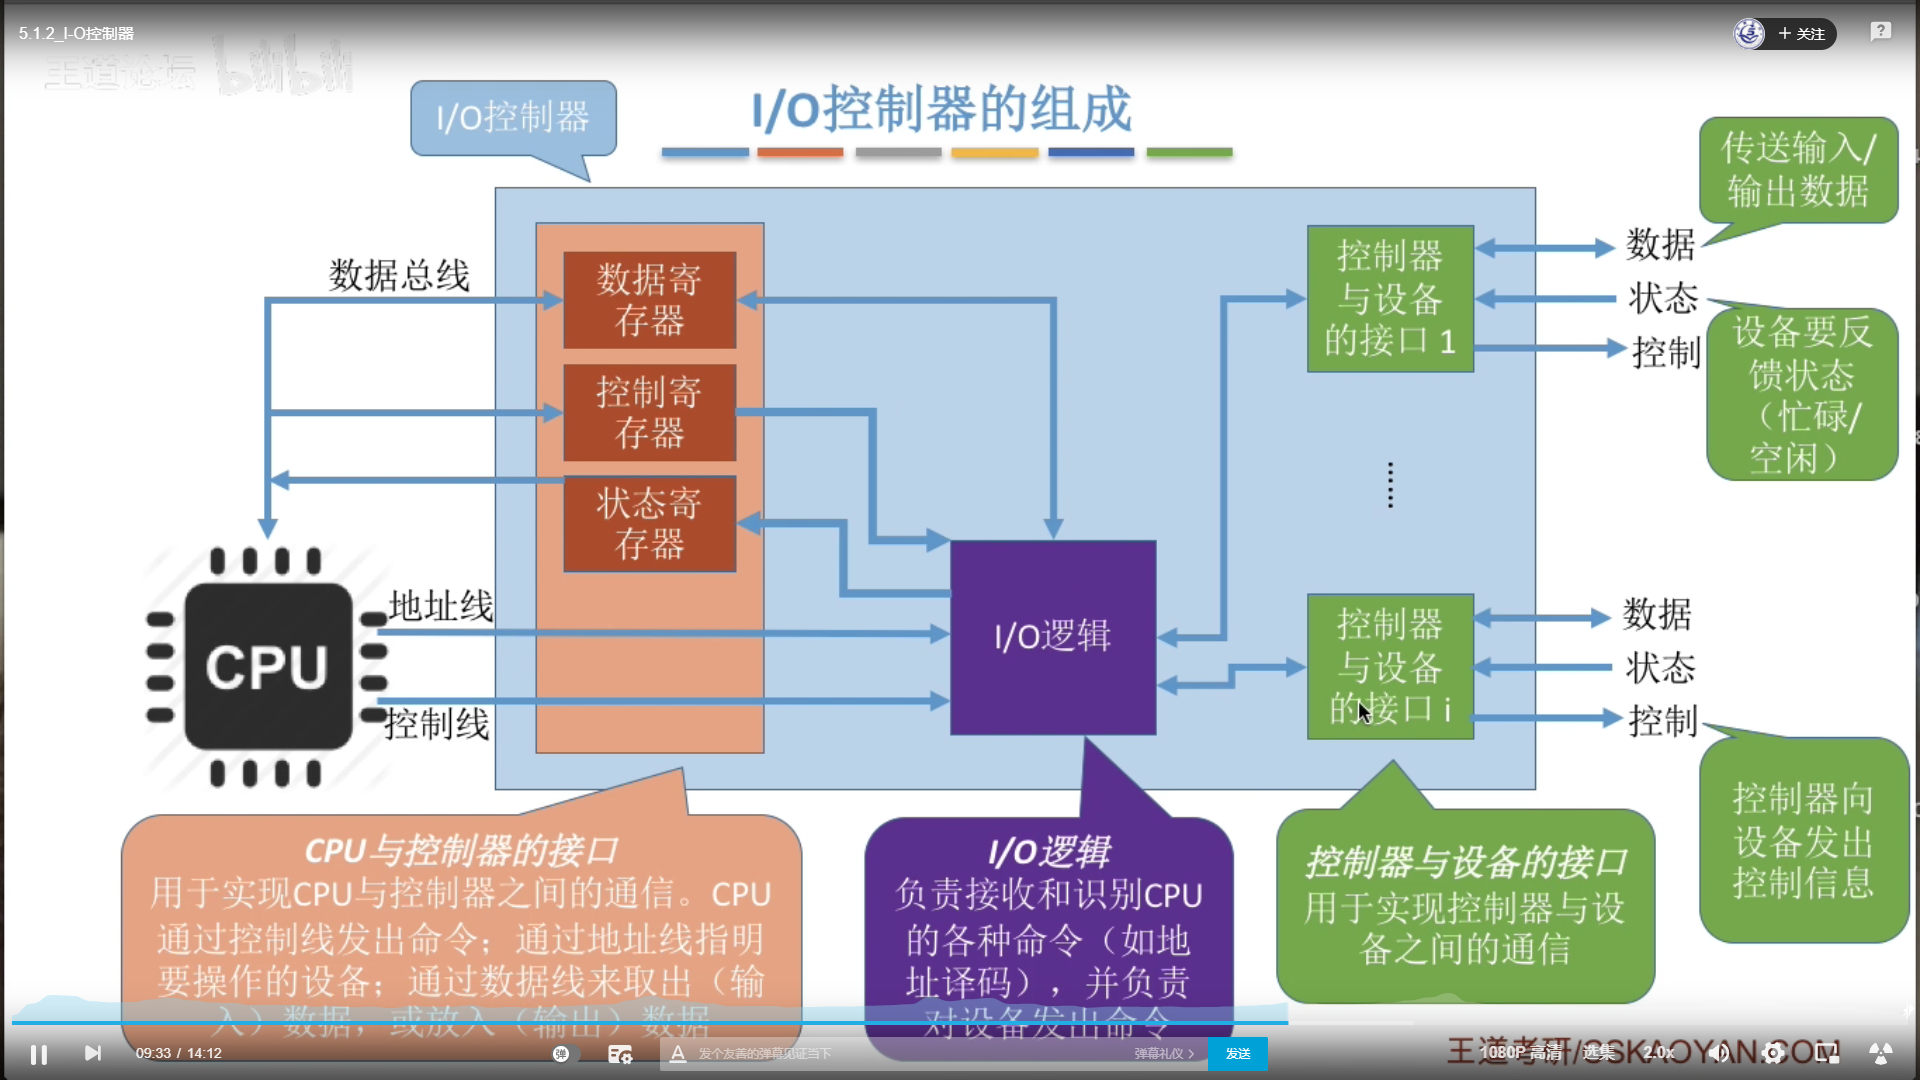 5.1.2_I-O控制器
+ 关注
王道论坛 bilibili
I/O控制器
I/O控制器的组成
传送输入/
输出数据
数据总线
数据寄
存器
控制寄
存器
状态寄
存器
控制器
与设备
的接口 1
数据
状态
控制
设备要反
馈状态
（忙碌/
空闲）
CPU
地址线
控制线
I/O逻辑
控制器
与设备
的接口 i
数据
状态
控制
控制器向
设备发出
控制信息
CPU与控制器的接口
用于实现CPU与控制器之间的通信。CPU
通过控制线发出命令；通过地址线指明
要操作的设备；通过数据线来取出（输
入）数据，或放入（输出）数据
I/O逻辑
负责接收和识别CPU
的各种命令（如地
址译码），并负责
对设备发出命令
控制器与设备的接口
用于实现控制器与设
备之间的通信
王道考研/CSKAOYAN.COM
09:33 / 14:12
弹
发个友善的弹幕见证当下
弹幕礼仪 >
发送
1080P 高清
选集
2.0x